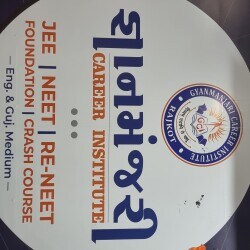 GYANMANJARI CAREER INSTITUTE
RAJKOT
જ્ઞાનમંજરી
CAREER INSTITUTE
JEE | NEET | RE-NEET
FOUNDATION | CRASH COURSE
— Eng. & Guj. Medium —